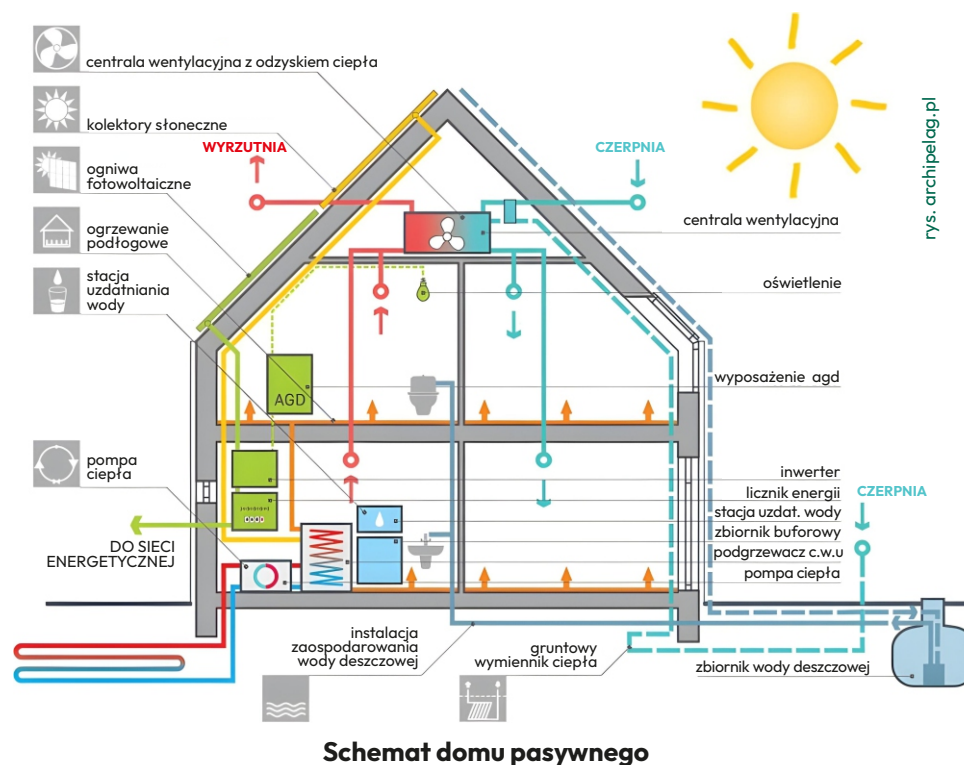 centrala wentylacyjna z odzyskiem ciepła
kolektory słoneczne
WYRZUTNIA
CZERPNIA
rys. archipelag.pl
ogniwa
fotowoltaiczne
ogrzewanie
podłogowe
stacja
uzdatniania
wody
centrala wentylacyjna
oświetlenie
wyposażenie agd
AGD
pompa
ciepła
inwerter
licznik energii
CZERPNIA
stacja uzdat. wody
zbiornik buforowy
podgrzewacz c.w.u
pompa ciepła
DO SIECI
ENERGETYCZNEJ
instalacja
zaospodarowania
wody deszczowej
gruntowy
wymiennik ciepła
zbiornik wody deszczowej
Schemat domu pasywnego